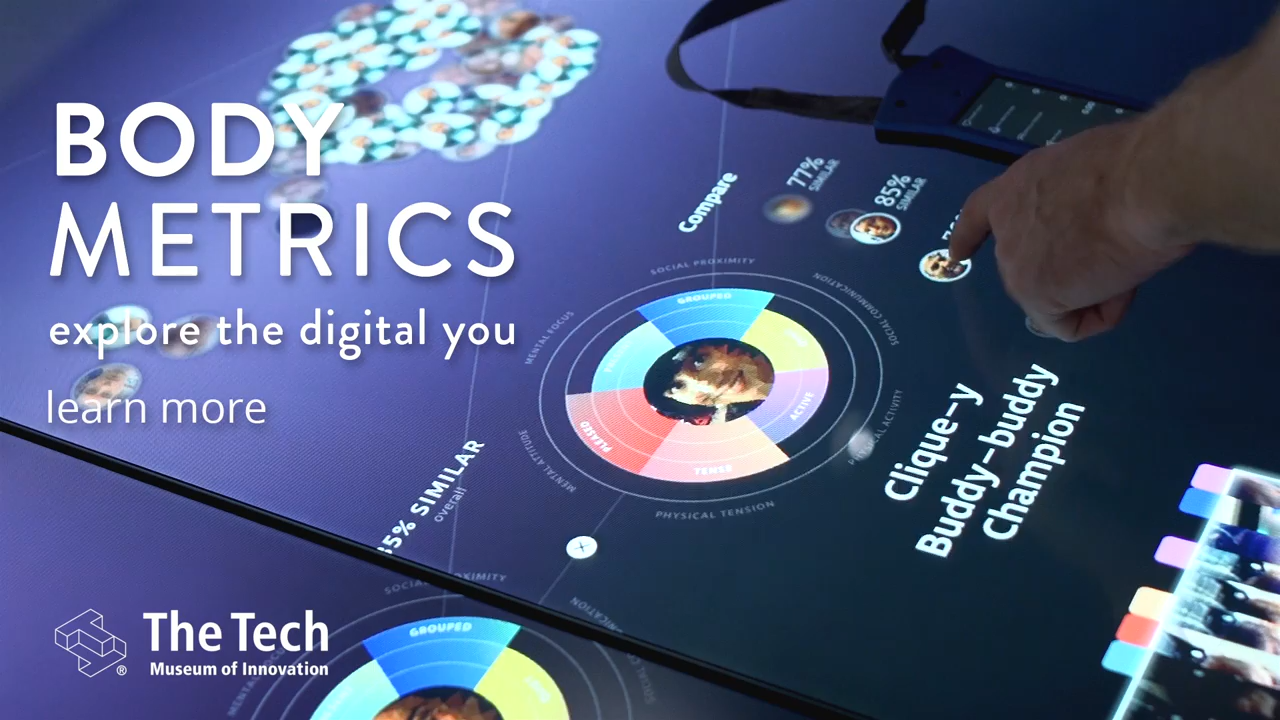 BODY
METRICS
explore the digital you
learn more
The Tech
Museum of Innovation
®
Compare
77%
SIMILAR
85%
SIMILAR
SOCIAL PROXIMITY
SOCIAL COMMUNICATION
MENTAL FOCUS
GROUPED
ACTIVE
PLEASED
TENSE
MENTAL ATTITUDE
PHYSICAL TENSION
Clique-y
Buddy-buddy
Champion
SIMILAR
overall
GROUPED